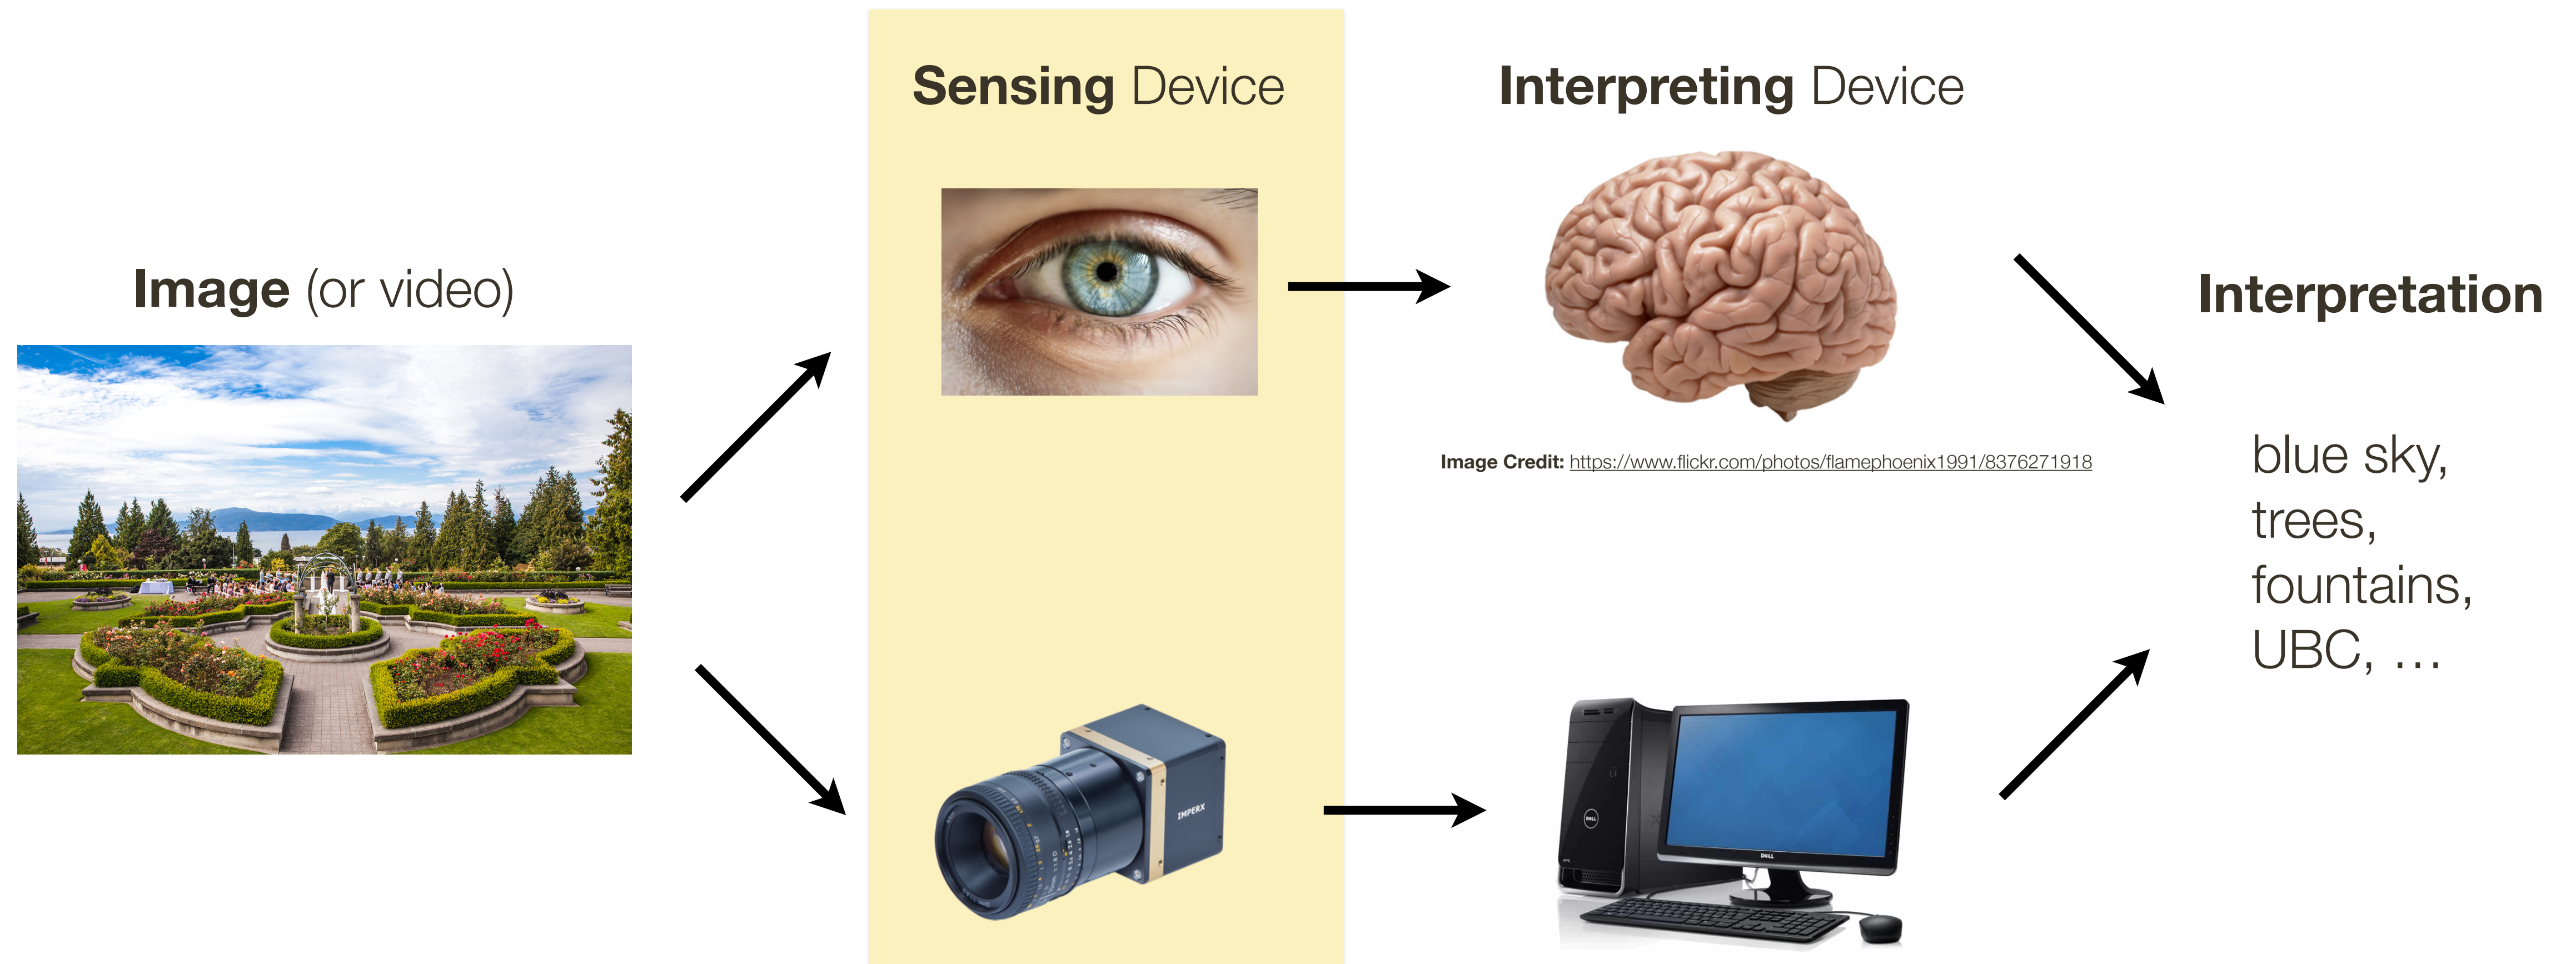 Sensing Device
Interpreting Device
Image (or video)
Interpretation
Image Credit: https://www.flickr.com/photos/flamephoenix1991/8376271918
blue sky,
trees,
fountains,
UBC, …
IMPERX
DELL
DELL